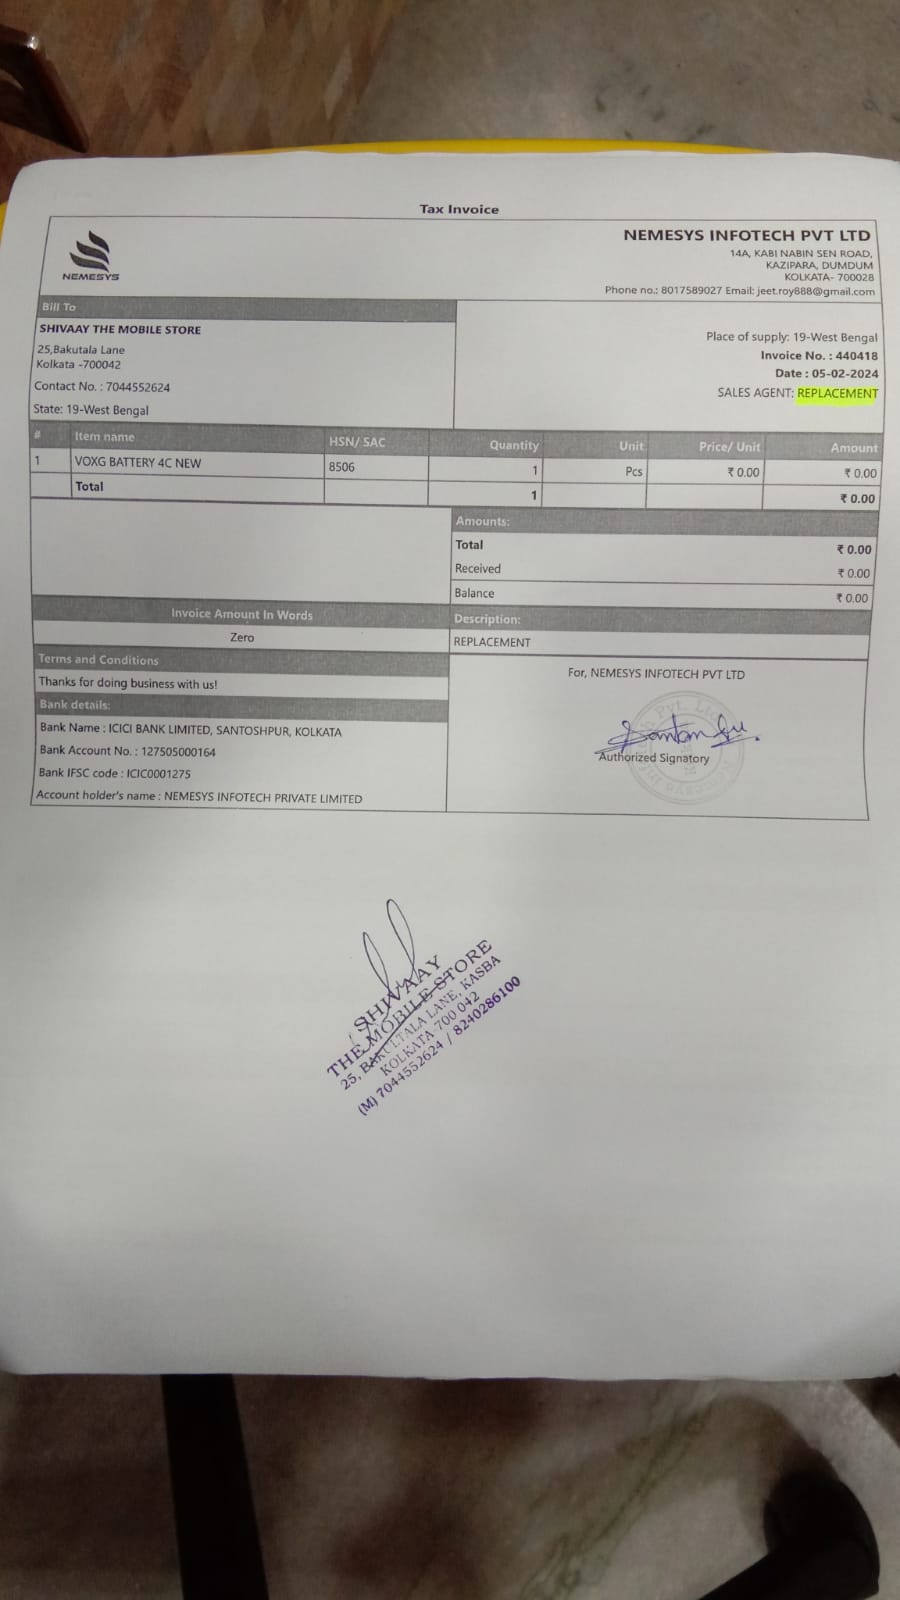 Tax Invoice
NEMESYS
NEMESYS INFOTECH PVT LTD
14A, KABI NABIN SEN ROAD,
KAZIPARA, DUMDUM
KOLKATA- 700028
Phone no.: 8017589027 Email: jeet.roy888@gmail.com
Bill To
SHIVAAY THE MOBILE STORE
25,Bakutala Lane
Kolkata -700042
Contact No. : 7044552624
State: 19-West Bengal
Place of supply: 19-West Bengal
Invoice No. : 440418
Date : 05-02-2024
SALES AGENT: REPLACEMENT
# Item name HSN/ SAC Quantity Unit Price/ Unit Amount
1 VOXG BATTERY 4C NEW 8506 1 Pcs ₹ 0.00 ₹ 0.00
Total 1 ₹ 0.00
Amounts:
Total ₹ 0.00
Received ₹ 0.00
Balance ₹ 0.00
Invoice Amount In Words
Zero
Description:
REPLACEMENT
Terms and Conditions
Thanks for doing business with us!
Bank details:
Bank Name : ICICI BANK LIMITED, SANTOSHPUR, KOLKATA
Bank Account No. : 127505000164
Bank IFSC code : ICIC0001275
Account holder's name : NEMESYS INFOTECH PRIVATE LIMITED
For, NEMESYS INFOTECH PVT LTD
Authorized Signatory
SHIVAAY
THE MOBILE STORE
25, BAKULTALA LANE, KASBA
KOLKATA 700 042
(M) 7044552624 / 8240286100